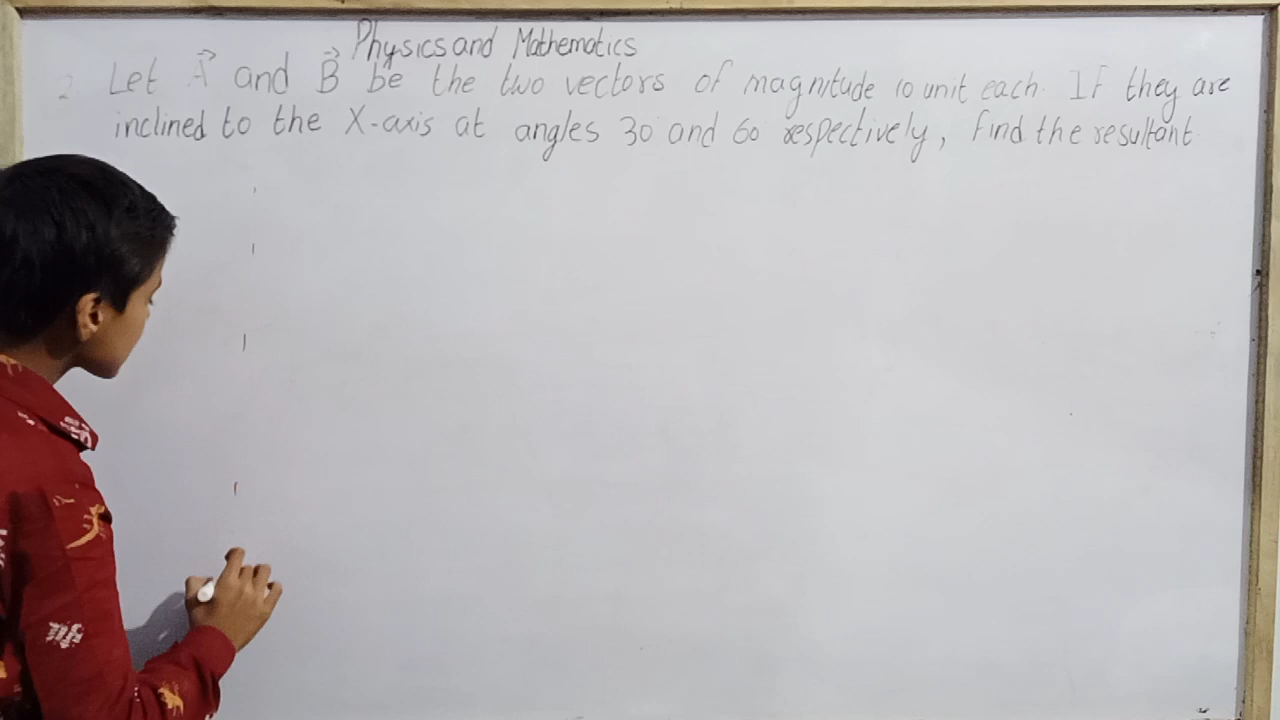 Physics and Mathematics
2. Let A⃗ and B⃗ be the two vectors of magnitude 10 unit each. If they are
inclined to the X-axis at angles 30 and 60 respectively, find the resultant.